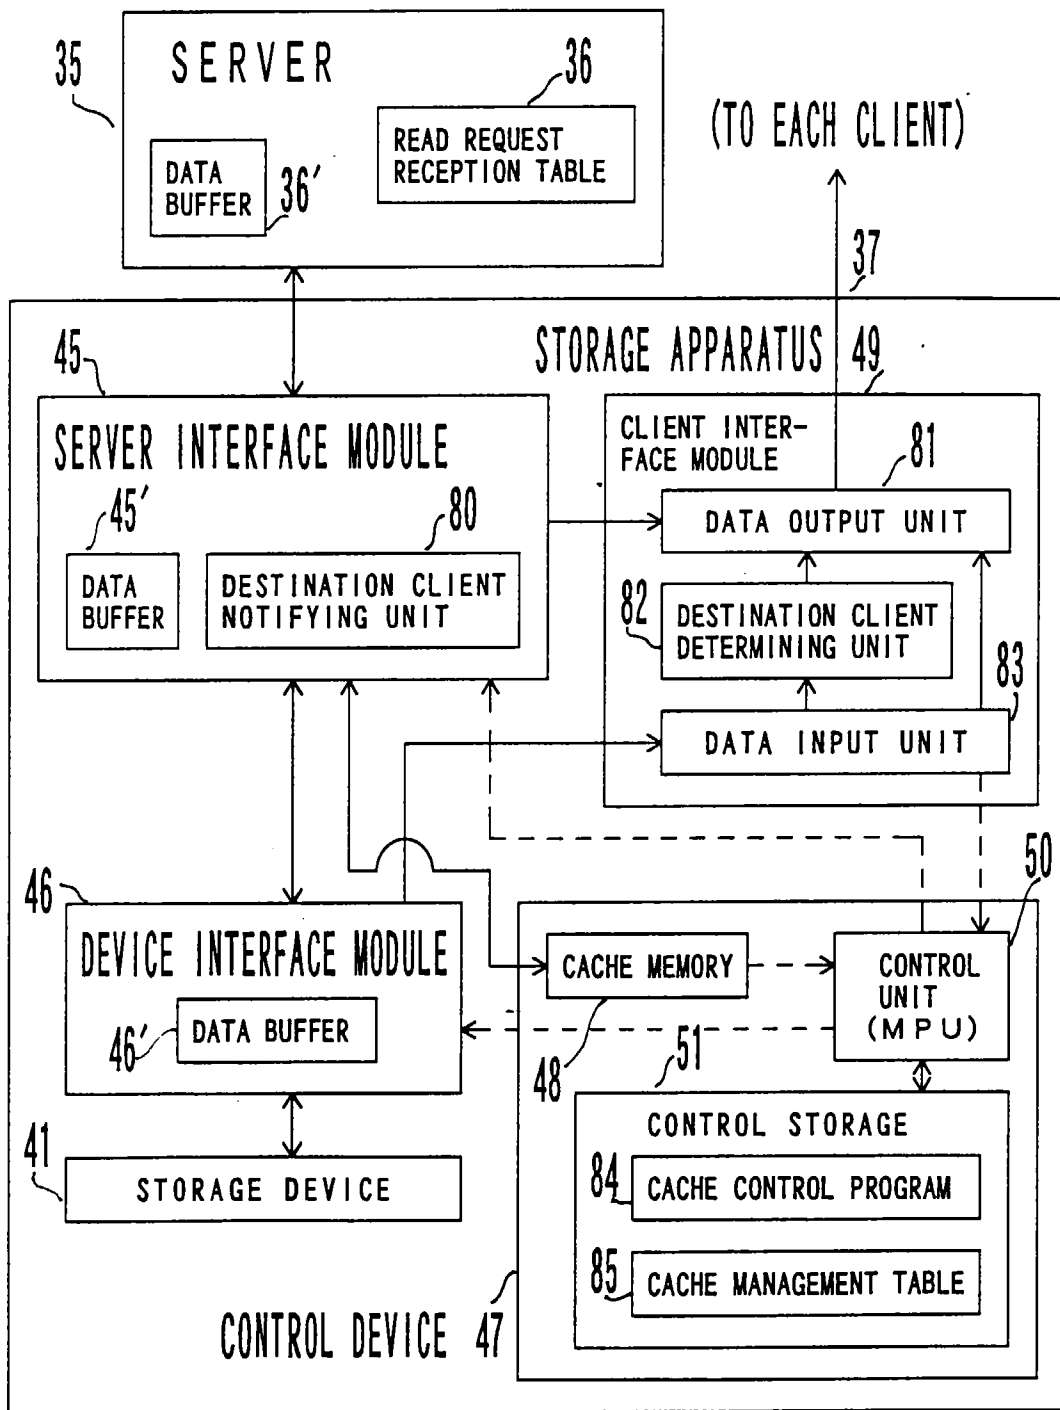 35
SERVER
36
READ REQUEST
RECEPTION TABLE
DATA
BUFFER
36'
(TO EACH CLIENT)
37
45
STORAGE APPARATUS
49
SERVER INTERFACE MODULE
45'
80
DATA
BUFFER
DESTINATION CLIENT
NOTIFYING UNIT
CLIENT INTER-
FACE MODULE
81
DATA OUTPUT UNIT
82
DESTINATION CLIENT
DETERMINING UNIT
83
DATA INPUT UNIT
46
DEVICE INTERFACE MODULE
46'
DATA BUFFER
50
CACHE MEMORY
48
CONTROL
UNIT
(MPU)
51
CONTROL STORAGE
84
CACHE CONTROL PROGRAM
85
CACHE MANAGEMENT TABLE
41
STORAGE DEVICE
CONTROL DEVICE
47